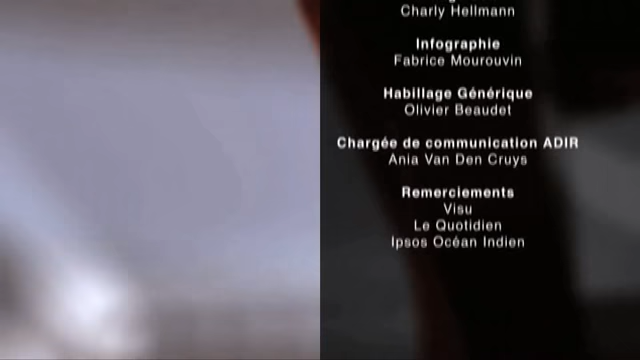 Charly Hellmann
Infographie
Fabrice Mourouvin
Habillage Générique
Olivier Beaudet
Chargée de communication ADIR
Ania Van Den Cruys
Remerciements
Visu
Le Quotidien
Ipsos Océan Indien